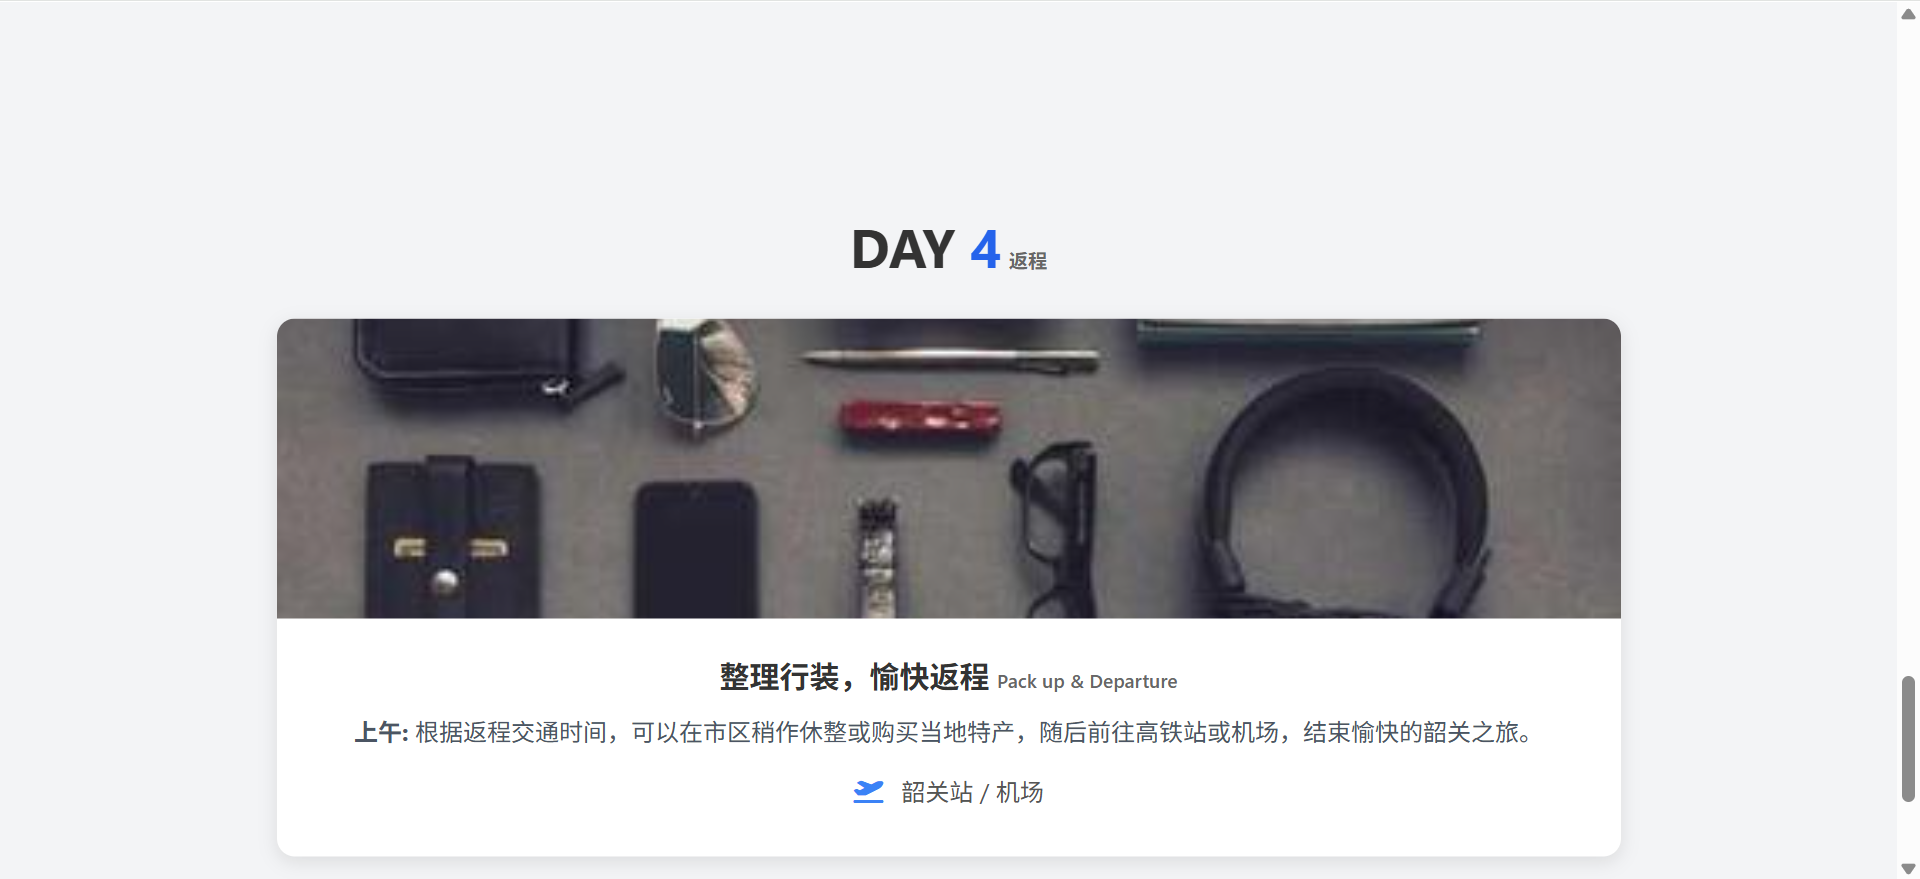 DAY 4 返程
整理行装，愉快返程 Pack up & Departure
上午: 根据返程交通时间，可以在市区稍作休整或购买当地特产，随后前往高铁站或机场，结束愉快的韶关之旅。
韶关站 / 机场